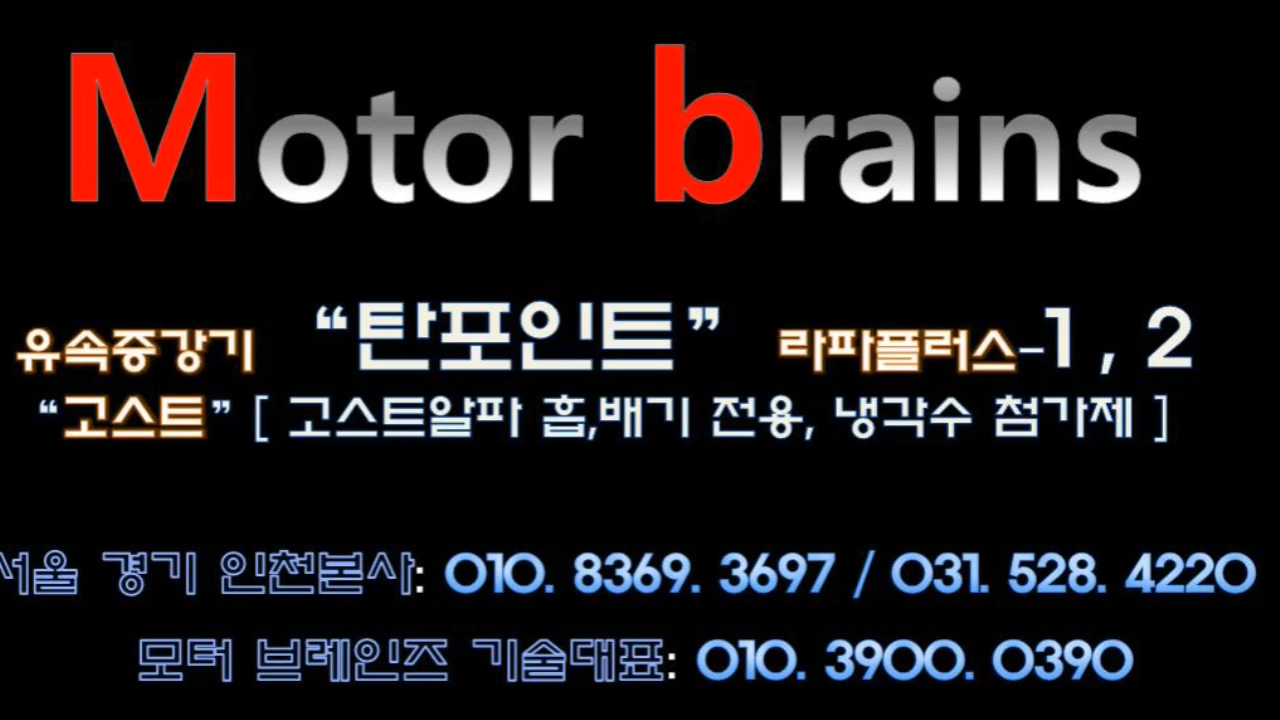 Motor brains
유속증강기 “탄포인트” 라파플러스-1 , 2
“고스트” [ 고스트알파 흡,배기 전용, 냉각수 첨가제 ]
서울 경기 인천본사: 010. 8369. 3697 / 031. 528. 4220
모터 브레인즈 기술대표: 010. 3900. 0390